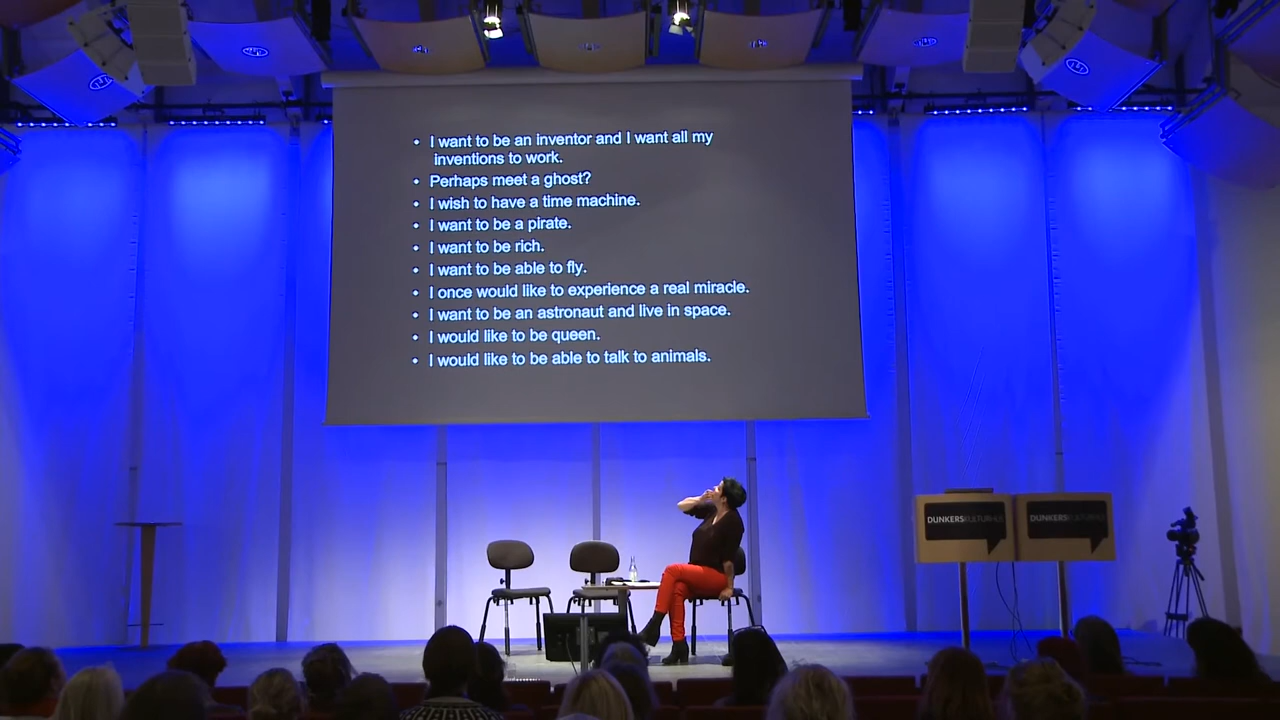 • I want to be an inventor and I want all my
inventions to work.
• Perhaps meet a ghost?
• I wish to have a time machine.
• I want to be a pirate.
• I want to be rich.
• I want to be able to fly.
• I once would like to experience a real miracle.
• I want to be an astronaut and live in space.
• I would like to be queen.
• I would like to be able to talk to animals.
DUNKERSKULTURHUS
DUNKERSKULTURHUS